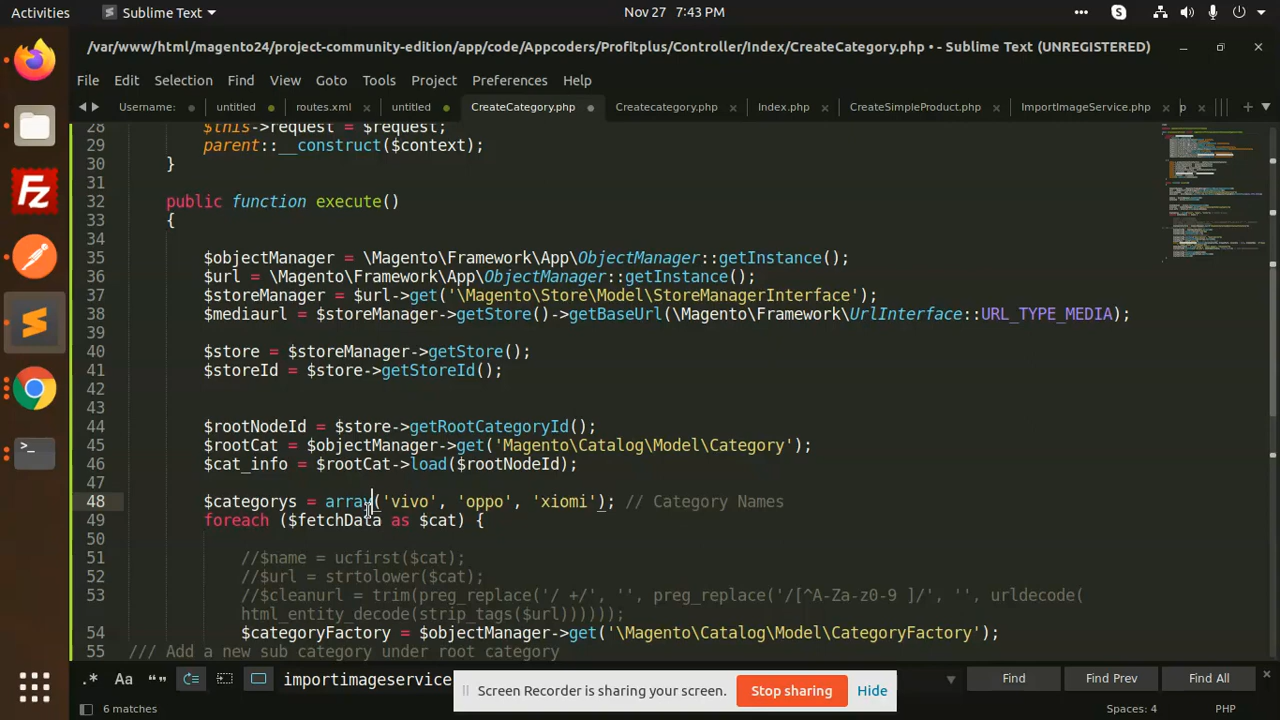 Activities
Sublime Text
Nov 27 7:43 PM
/var/www/html/magento24/project-community-edition/app/code/Appcoders/Profitplus/Controller/Index/CreateCategory.php • - Sublime Text (UNREGISTERED)
File Edit Selection Find View Goto Tools Project Preferences Help
Username: untitled routes.xml untitled CreateCategory.php Createcategory.php Index.php CreateSimpleProduct.php ImportImageService.php p
28 $this->request = $request;
29 parent::__construct($context);
30 }
31
32 public function execute()
33 {
34
35 $objectManager = \Magento\Framework\App\ObjectManager::getInstance();
36 $url = \Magento\Framework\App\ObjectManager::getInstance();
37 $storeManager = $url->get('\Magento\Store\Model\StoreManagerInterface');
38 $mediaurl = $storeManager->getStore()->getBaseUrl(\Magento\Framework\UrlInterface::URL_TYPE_MEDIA);
39
40 $store = $storeManager->getStore();
41 $storeId = $store->getStoreId();
42
43
44 $rootNodeId = $store->getRootCategoryId();
45 $rootCat = $objectManager->get('Magento\Catalog\Model\Category');
46 $cat_info = $rootCat->load($rootNodeId);
47
48 $categorys = array('vivo', 'oppo', 'xiomi'); // Category Names
49 foreach ($fetchData as $cat) {
50
51 //$name = ucfirst($cat);
52 //$url = strtolower($cat);
53 //$cleanurl = trim(preg_replace('/ +/', '', preg_replace('/[^A-Za-z0-9 ]/', '', urldecode(
html_entity_decode(strip_tags($url))))));
54 $categoryFactory = $objectManager->get('\Magento\Catalog\Model\CategoryFactory');
55 /// Add a new sub category under root category
.* Aa “” importimageservice Find Find Prev Find All
Screen Recorder is sharing your screen. Stop sharing Hide
6 matches Spaces: 4 PHP